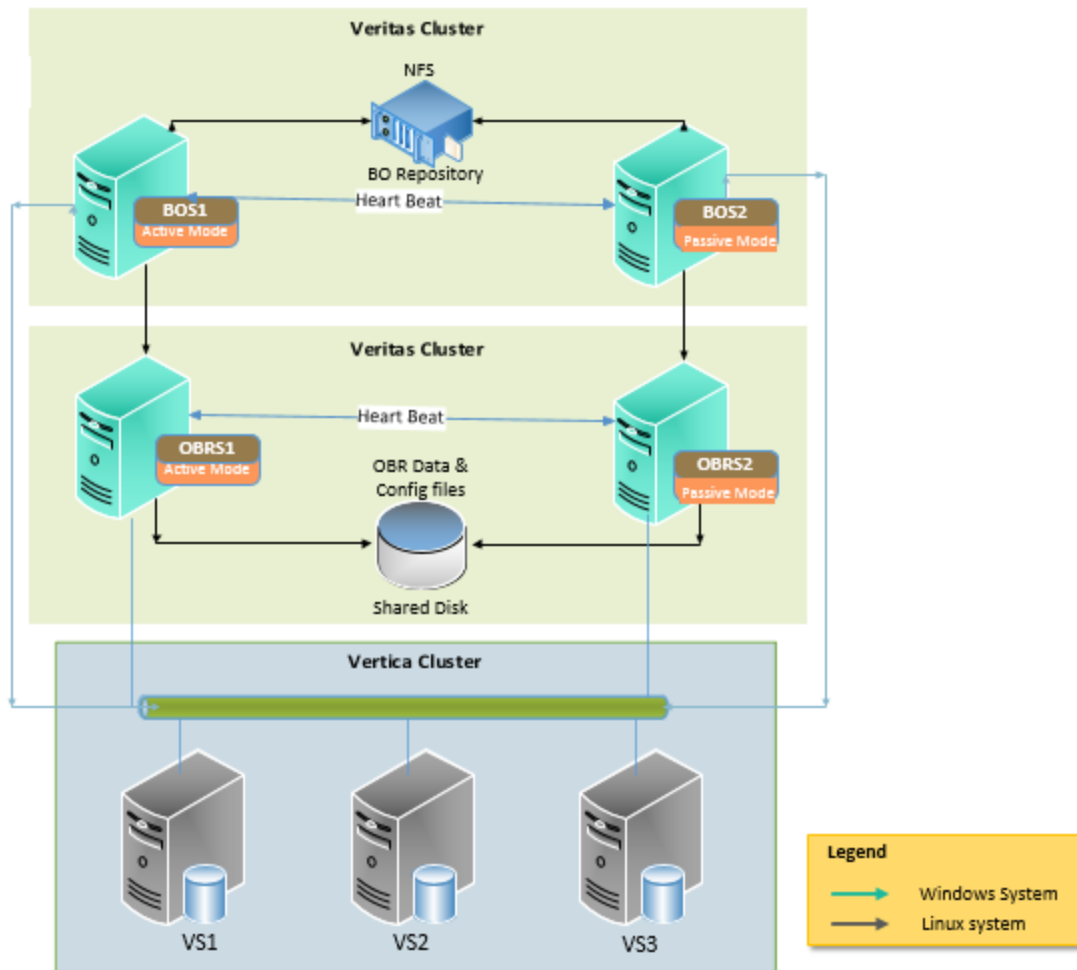 Veritas Cluster
NFS
BO Repository
Heart Beat
BOS1
Active Mode
BOS2
Passive Mode
Veritas Cluster
Heart Beat
OBRS1
Active Mode
OBR Data &
Config files
OBRS2
Passive Mode
Shared Disk
Vertica Cluster
VS1
VS2
VS3
Legend
Windows System
Linux system